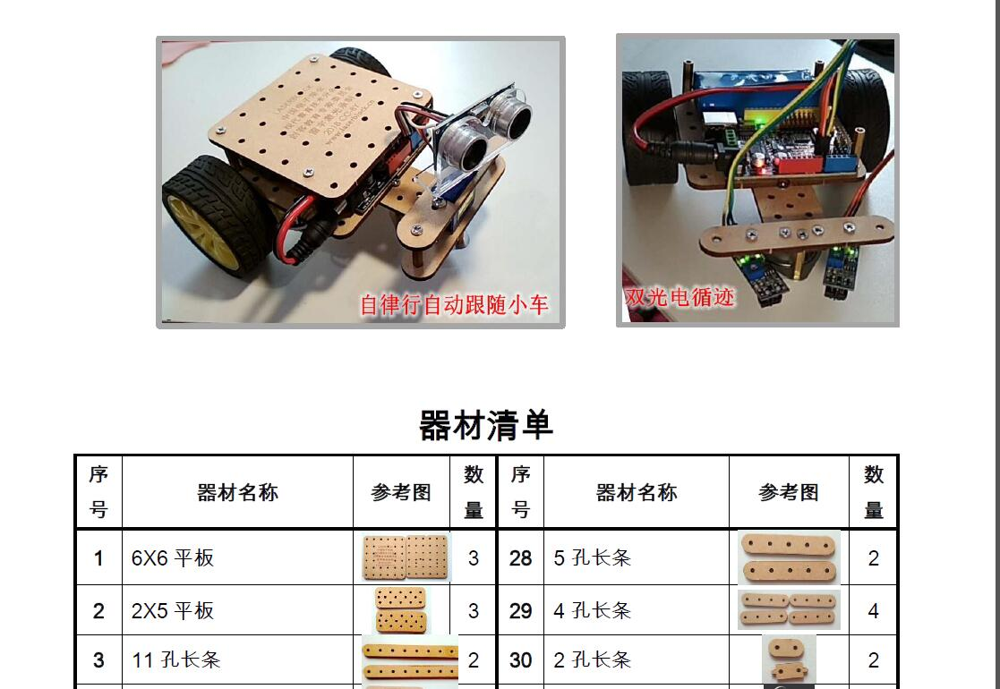 自律行自动跟随小车
双光电循迹
器材清单
序号 器材名称 参考图 数量 序号 器材名称 参考图 数量
1 6X6 平板 3 28 5 孔长条 2
2 2X5 平板 3 29 4 孔长条 4
3 11 孔长条 2 30 2 孔长条 2